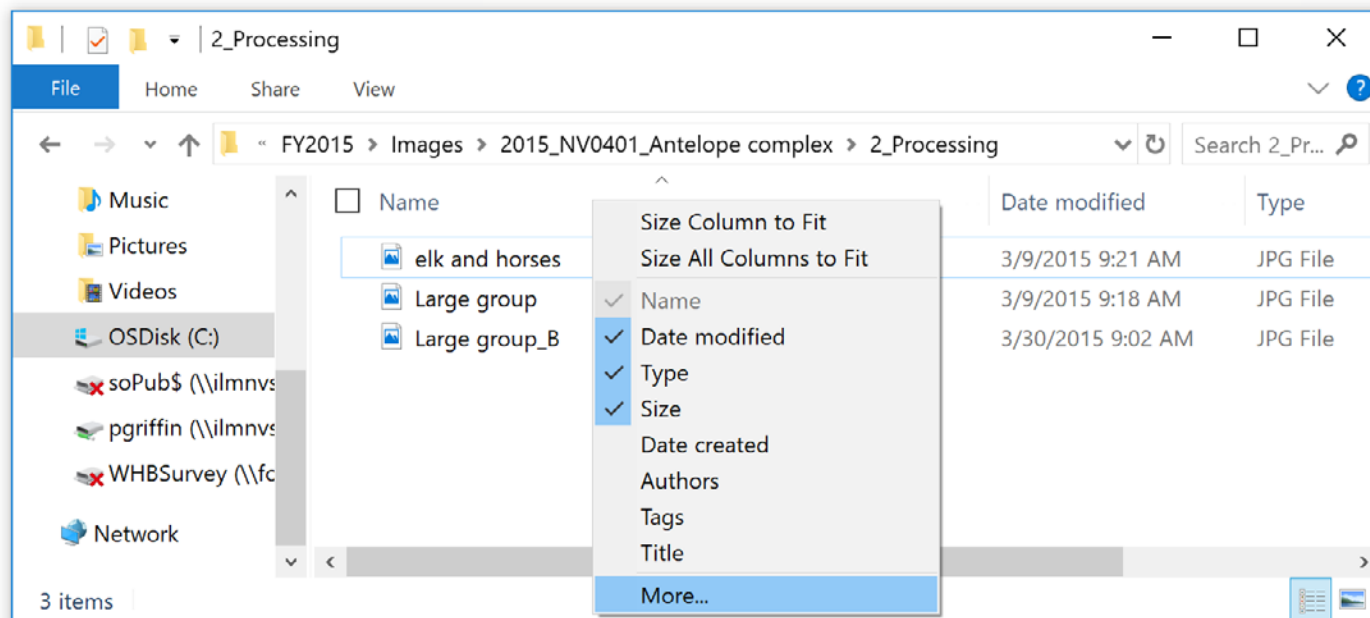 2_Processing
File Home Share View
« FY2015 > Images > 2015_NV0401_Antelope complex > 2_Processing
Search 2_Pr...
Music
Pictures
Videos
OSDisk (C:)
soPub$ (\\ilmnvs
pgriffin (\\ilmnvs
WHBSurvey (\\fc
Network
Name Date modified Type
elk and horses 3/9/2015 9:21 AM JPG File
Large group 3/9/2015 9:18 AM JPG File
Large group_B 3/30/2015 9:02 AM JPG File
Size Column to Fit
Size All Columns to Fit
Name
Date modified
Type
Size
Date created
Authors
Tags
Title
More...
3 items